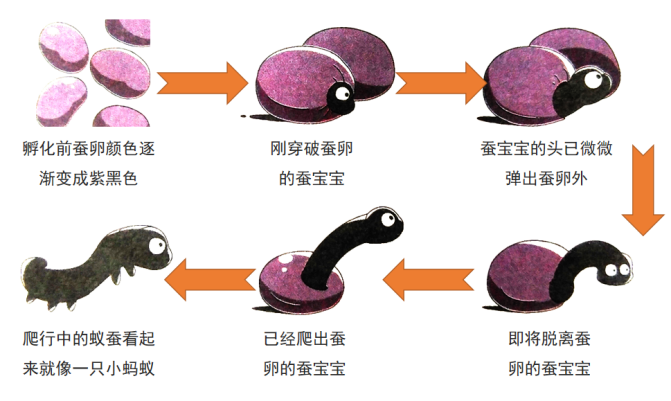 孵化前蚕卵颜色逐
渐变成紫黑色
刚穿破蚕卵
的蚕宝宝
蚕宝宝的头已微微
弹出蚕卵外
爬行中的蚁蚕看起
来就像一只小蚂蚁
已经爬出蚕
卵的蚕宝宝
即将脱离蚕
卵的蚕宝宝